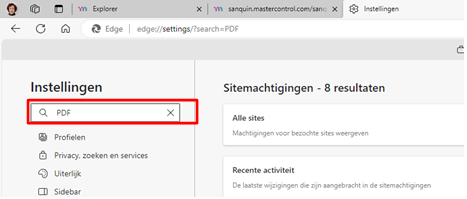 Explorer
sanquin.mastercontrol.com/sanq
Instellingen
Edge
edge://settings/?search=PDF
Instellingen
PDF
Profielen
Privacy, zoeken en services
Uiterlijk
Sidebar
Sitemachtigingen - 8 resultaten
Alle sites
Machtigingen voor bezochte sites weergeven
Recente activiteit
De laatste wijzigingen die zijn aangebracht in de sitemachtigingen